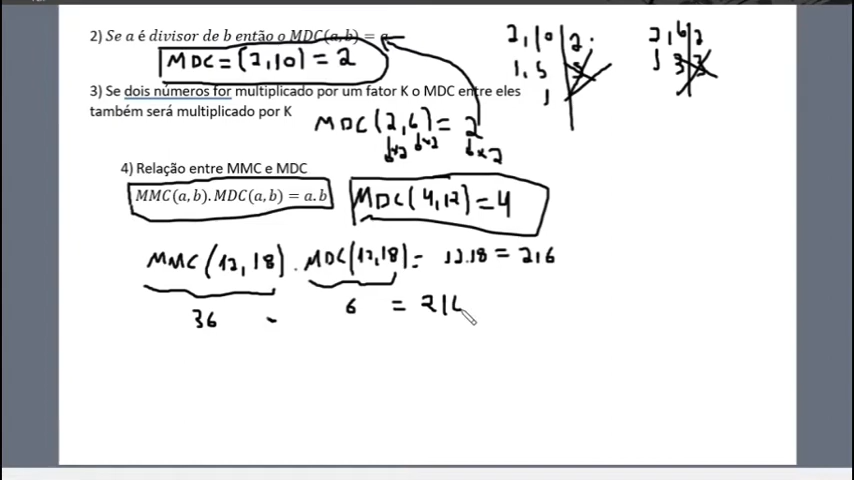 2) Se a é divisor de b então o MDC(a, b) = a
MDC = (2,10) = 2
2,10 2
1,5 5
1
2,6 2
1 3 3
3) Se dois números for multiplicado por um fator K o MDC entre eles
também será multiplicado por K
MDC(2,6) = 2
x2 x2 x2
4) Relação entre MMC e MDC
MMC(a, b). MDC(a, b) = a. b
MDC(4,12) = 4
MMC(12,18) . MDC(12,18) = 12.18 = 216
36 . 6 = 216